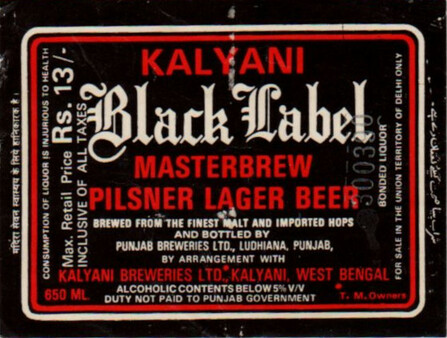 KALYANI
Black Label
MASTERBREW
PILSNER LAGER BEER
BREWED FROM THE FINEST MALT AND IMPORTED HOPS
AND BOTTLED BY
PUNJAB BREWERIES LTD., LUDHIANA, PUNJAB,
BY ARRANGEMENT WITH
KALYANI BREWERIES LTD. KALYANI, WEST BENGAL
650 ML.
ALCOHOLIC CONTENTS BELOW 5% V/V
DUTY NOT PAID TO PUNJAB GOVERNMENT
T. M. Owners
मदिरा सेवन स्वास्थ्य के लिये हानिकारक है।
CONSUMPTION OF LIQUOR IS INJURIOUS TO HEALTH
Max. Retail Price Rs. 13/-
INCLUSIVE OF ALL TAXES
BONDED LIQUOR
FOR SALE IN THE UNION TERRITORY OF DELHI ONLY